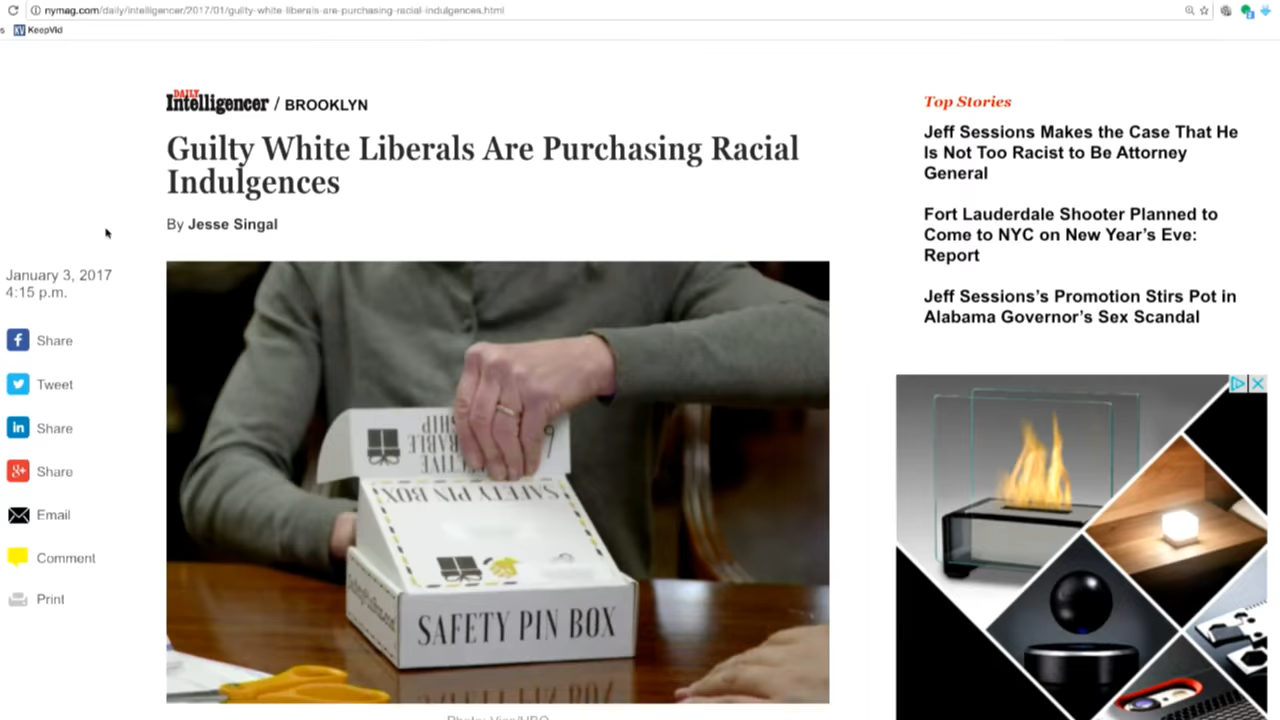 nymag.com/daily/intelligencer/2017/01/guilty-white-liberals-are-purchasing-racial-indulgences.html
s KeepVid
DAILY
Intelligencer / BROOKLYN
Guilty White Liberals Are Purchasing Racial
Indulgences
By Jesse Singal
January 3, 2017
4:15 p.m.
Share
Tweet
Share
Share
Email
Comment
Print
SAFETY PIN BOX
SAFETY PIN BOX
Photo: Vice/HBO
Top Stories
Jeff Sessions Makes the Case That He
Is Not Too Racist to Be Attorney
General
Fort Lauderdale Shooter Planned to
Come to NYC on New Year's Eve:
Report
Jeff Sessions's Promotion Stirs Pot in
Alabama Governor's Sex Scandal